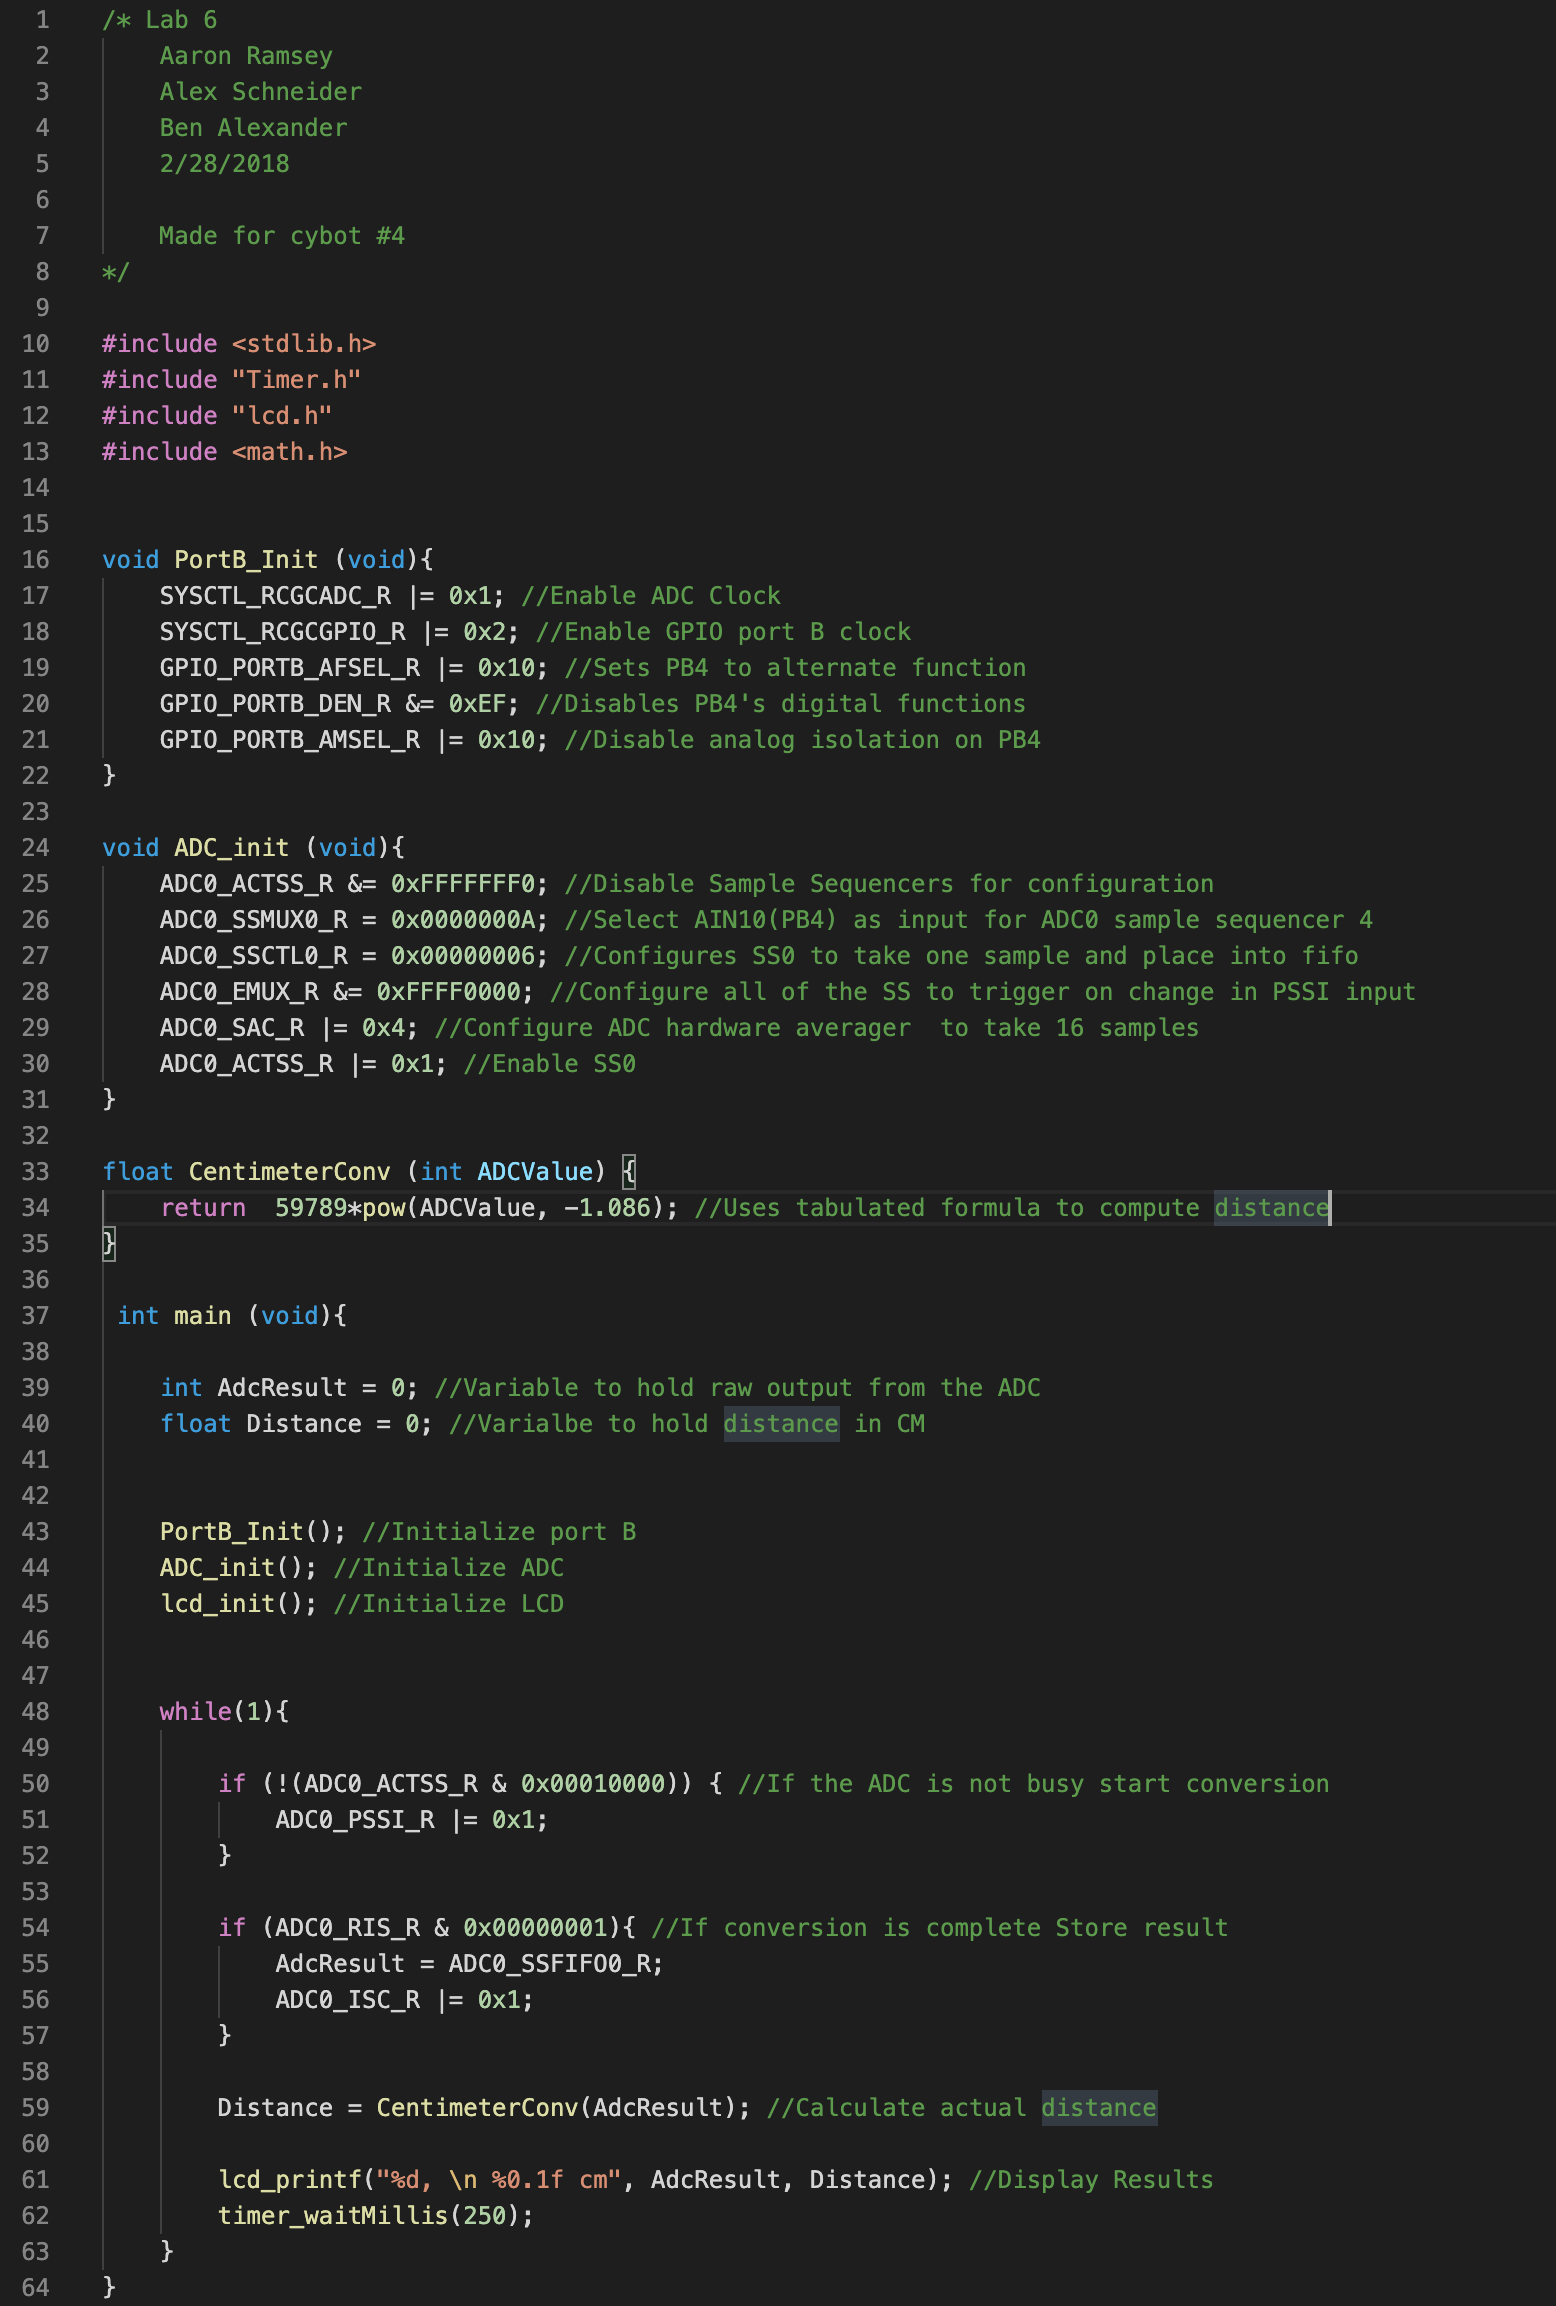 1 /* Lab 6
2 Aaron Ramsey
3 Alex Schneider
4 Ben Alexander
5 2/28/2018
6
7 Made for cybot #4
8 */
9
10 #include <stdlib.h>
11 #include "Timer.h"
12 #include "lcd.h"
13 #include <math.h>
14
15
16 void PortB_Init (void){
17 SYSCTL_RCGCADC_R |= 0x1; //Enable ADC Clock
18 SYSCTL_RCGCGPIO_R |= 0x2; //Enable GPIO port B clock
19 GPIO_PORTB_AFSEL_R |= 0x10; //Sets PB4 to alternate function
20 GPIO_PORTB_DEN_R &= 0xEF; //Disables PB4's digital functions
21 GPIO_PORTB_AMSEL_R |= 0x10; //Disable analog isolation on PB4
22 }
23
24 void ADC_init (void){
25 ADC0_ACTSS_R &= 0xFFFFFFF0; //Disable Sample Sequencers for configuration
26 ADC0_SSMUX0_R = 0x0000000A; //Select AIN10(PB4) as input for ADC0 sample sequencer 4
27 ADC0_SSCTL0_R = 0x00000006; //Configures SS0 to take one sample and place into fifo
28 ADC0_EMUX_R &= 0xFFFF0000; //Configure all of the SS to trigger on change in PSSI input
29 ADC0_SAC_R |= 0x4; //Configure ADC hardware averager  to take 16 samples
30 ADC0_ACTSS_R |= 0x1; //Enable SS0
31 }
32
33 float CentimeterConv (int ADCValue) {
34 return  59789*pow(ADCValue, -1.086); //Uses tabulated formula to compute distance
35 }
36
37 int main (void){
38
39 int AdcResult = 0; //Variable to hold raw output from the ADC
40 float Distance = 0; //Varialbe to hold distance in CM
41
42
43 PortB_Init(); //Initialize port B
44 ADC_init(); //Initialize ADC
45 lcd_init(); //Initialize LCD
46
47
48 while(1){
49
50 if (!(ADC0_ACTSS_R & 0x00010000)) { //If the ADC is not busy start conversion
51 ADC0_PSSI_R |= 0x1;
52 }
53
54 if (ADC0_RIS_R & 0x00000001){ //If conversion is complete Store result
55 AdcResult = ADC0_SSFIFO0_R;
56 ADC0_ISC_R |= 0x1;
57 }
58
59 Distance = CentimeterConv(AdcResult); //Calculate actual distance
60
61 lcd_printf("%d, \n %0.1f cm", AdcResult, Distance); //Display Results
62 timer_waitMillis(250);
63 }
64 }